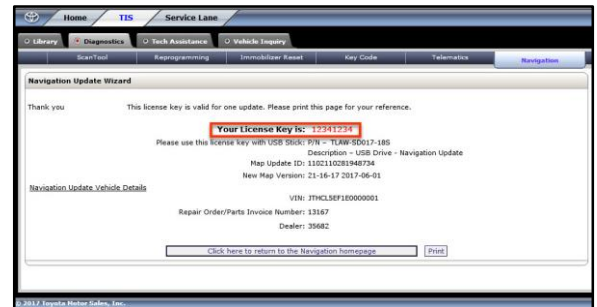 Home TIS Service Lane
Library Diagnostics Tech Assistance Vehicle Inquiry
ScanTool Reprogramming Immobilizer Reset Key Code Telematics Navigation
Navigation Update Wizard
Thank you This license key is valid for one update. Please print this page for your reference.
Your License Key is: 12341234
Please use this license key with USB Stick: P/N - TLAW-SD017-18S
Description - USB Drive - Navigation Update
Map Update ID: 1102110281948734
New Map Version: 21-16-17 2017-06-01
Navigation Update Vehicle Details
VIN: JTHCL5EF1E0000001
Repair Order/Parts Invoice Number: 13167
Dealer: 35682
Click here to return to the Navigation homepage Print
© 2017 Toyota Motor Sales, Inc.